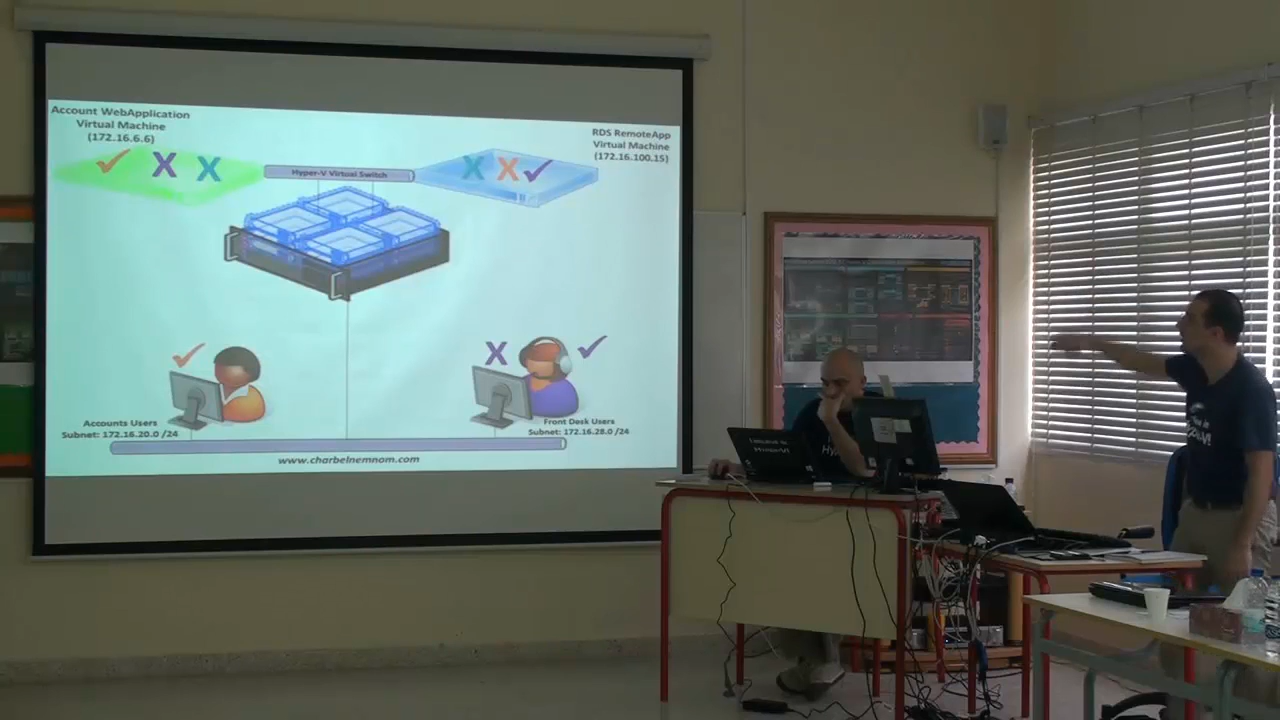 Account WebApplication
Virtual Machine
(172.16.6.6)
RDS RemoteApp
Virtual Machine
(172.16.100.15)
Hyper-V Virtual Switch
Accounts Users
Subnet: 172.16.20.0 /24
Front Desk Users
Subnet: 172.16.28.0 /24
www.charbelnemnom.com